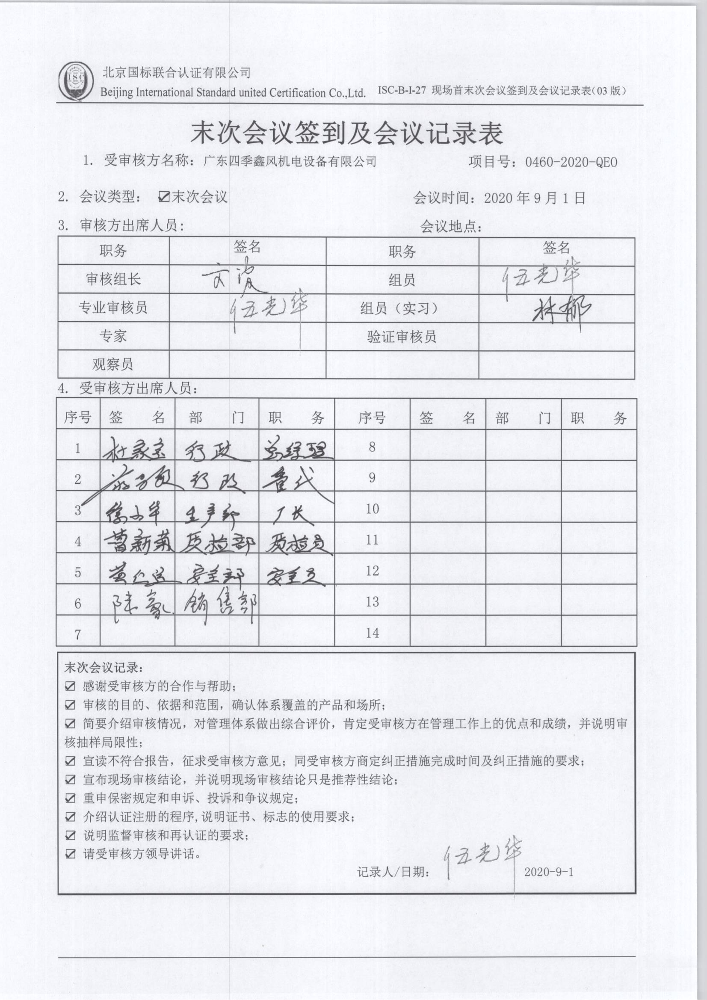 北京国标联合认证有限公司
Beijing International Standard united Certification Co.,Ltd. ISC-B-I-27 现场首末次会议签到及会议记录表(03 版)
末次会议签到及会议记录表
1. 受审核方名称: 广东四季鑫风机电设备有限公司 项目号: 0460-2020-QEO
2. 会议类型: ☑末次会议 会议时间: 2020 年 9 月 1 日
3. 审核方出席人员: 会议地点:
职务 签名 职务 签名
审核组长 文波 组员 伍光华
专业审核员 伍光华 组员（实习） 林郁
专家 验证审核员
观察员
4. 受审核方出席人员:
序号 签 名 部 门 职 务 序号 签 名 部 门 职 务
1 杜家宝 行政 总经理 8
2 行政 管代 9
3 徐小华 生产部 厂长 10
4 曹新菊 质检部 质检员 11
5 安全部 安全员 12
6 陆豪 销售部 13
7 14
末次会议记录:
☑ 感谢受审核方的合作与帮助;
☑ 审核的目的、依据和范围，确认体系覆盖的产品和场所;
☑ 简要介绍审核情况，对管理体系做出综合评价，肯定受审核方在管理工作上的优点和成绩，并说明审
核抽样局限性;
☑ 宣读不符合报告，征求受审核方意见；同受审核方商定纠正措施完成时间及纠正措施的要求;
☑ 宣布现场审核结论，并说明现场审核结论只是推荐性结论;
☑ 重申保密规定和申诉、投诉和争议规定;
☑ 介绍认证注册的程序,说明证书、标志的使用要求;
☑ 说明监督审核和再认证的要求;
☑ 请受审核方领导讲话。
记录人/日期: 伍光华 2020-9-1